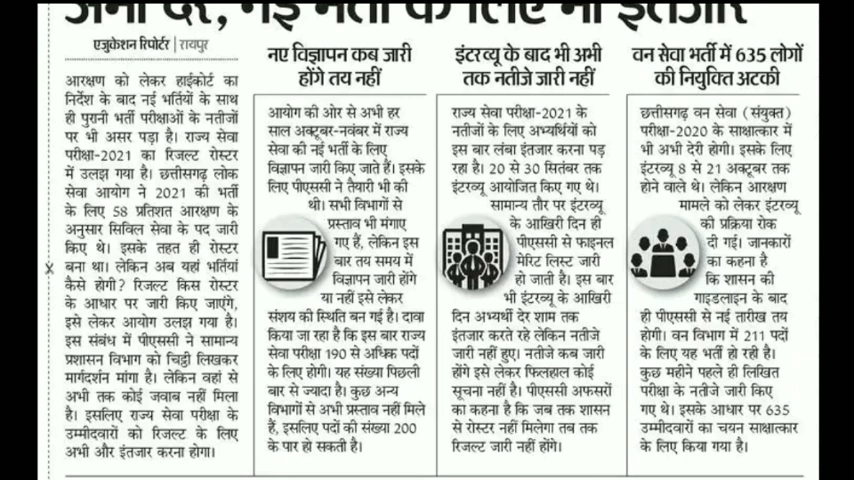 अभी देर, नई भर्ती के लिए भी इंतजार
एजुकेशन रिपोर्टर | रायपुर
आरक्षण को लेकर हाईकोर्ट का
निर्देश के बाद नई भर्तियों के साथ
ही पुरानी भर्ती परीक्षाओं के नतीजों
पर भी असर पड़ा है। राज्य सेवा
परीक्षा-2021 का रिजल्ट रोस्टर
में उलझ गया है। छत्तीसगढ़ लोक
सेवा आयोग ने 2021 की भर्ती
के लिए 58 प्रतिशत आरक्षण के
अनुसार सिविल सेवा के पद जारी
किए थे। इसके तहत ही रोस्टर
बना था। लेकिन अब यहां भर्तियां
कैसे होगी? रिजल्ट किस रोस्टर
के आधार पर जारी किए जाएंगे,
इसे लेकर आयोग उलझ गया है।
इस संबंध में पीएससी ने सामान्य
प्रशासन विभाग को चिट्ठी लिखकर
मार्गदर्शन मांगा है। लेकिन वहां से
अभी तक कोई जवाब नहीं मिला
है। इसलिए राज्य सेवा परीक्षा के
उम्मीदवारों को रिजल्ट के लिए
अभी और इंतजार करना होगा।
नए विज्ञापन कब जारी
होंगे तय नहीं
आयोग की ओर से अभी हर
साल अक्टूबर-नवंबर में राज्य
सेवा की नई भर्ती के लिए
विज्ञापन जारी किए जाते हैं। इसके
लिए पीएससी ने तैयारी भी की
थी। सभी विभागों से
प्रस्ताव भी मंगाए
गए हैं, लेकिन इस
बार तय समय में
विज्ञापन जारी होंगे
या नहीं इसे लेकर
संशय की स्थिति बन गई है। दावा
किया जा रहा है कि इस बार राज्य
सेवा परीक्षा 190 से अधिक पदों
के लिए होगी। यह संख्या पिछली
बार से ज्यादा है। कुछ अन्य
विभागों से अभी प्रस्ताव नहीं मिले
हैं, इसलिए पदों की संख्या 200
के पार हो सकती है।
इंटरव्यू के बाद भी अभी
तक नतीजे जारी नहीं
राज्य सेवा परीक्षा-2021 के
नतीजों के लिए अभ्यर्थियों को
इस बार लंबा इंतजार करना पड़
रहा है। 20 से 30 सितंबर तक
इंटरव्यू आयोजित किए गए थे।
सामान्य तौर पर इंटरव्यू
के आखिरी दिन ही
पीएससी से फाइनल
मेरिट लिस्ट जारी
हो जाती है। इस बार
भी इंटरव्यू के आखिरी
दिन अभ्यर्थी देर शाम तक
इंतजार करते रहे लेकिन नतीजे
जारी नहीं हुए। नतीजे कब जारी
होंगे इसे लेकर फिलहाल कोई
सूचना नहीं है। पीएससी अफसरों
का कहना है कि जब तक शासन
से रोस्टर नहीं मिलेगा तब तक
रिजल्ट जारी नहीं होंगे।
वन सेवा भर्ती में 635 लोगों
की नियुक्ति अटकी
छत्तीसगढ़ वन सेवा (संयुक्त)
परीक्षा-2020 के साक्षात्कार में
भी अभी देरी होगी। इसके लिए
इंटरव्यू 8 से 21 अक्टूबर तक
होने वाले थे। लेकिन आरक्षण
मामले को लेकर इंटरव्यू
की प्रक्रिया रोक
दी गई। जानकारों
का कहना है
कि शासन की
गाइडलाइन के बाद
ही पीएससी से नई तारीख तय
होगी। वन विभाग में 211 पदों
के लिए यह भर्ती हो रही है।
कुछ महीने पहले ही लिखित
परीक्षा के नतीजे जारी किए
गए थे। इसके आधार पर 635
उम्मीदवारों का चयन साक्षात्कार
के लिए किया गया है।